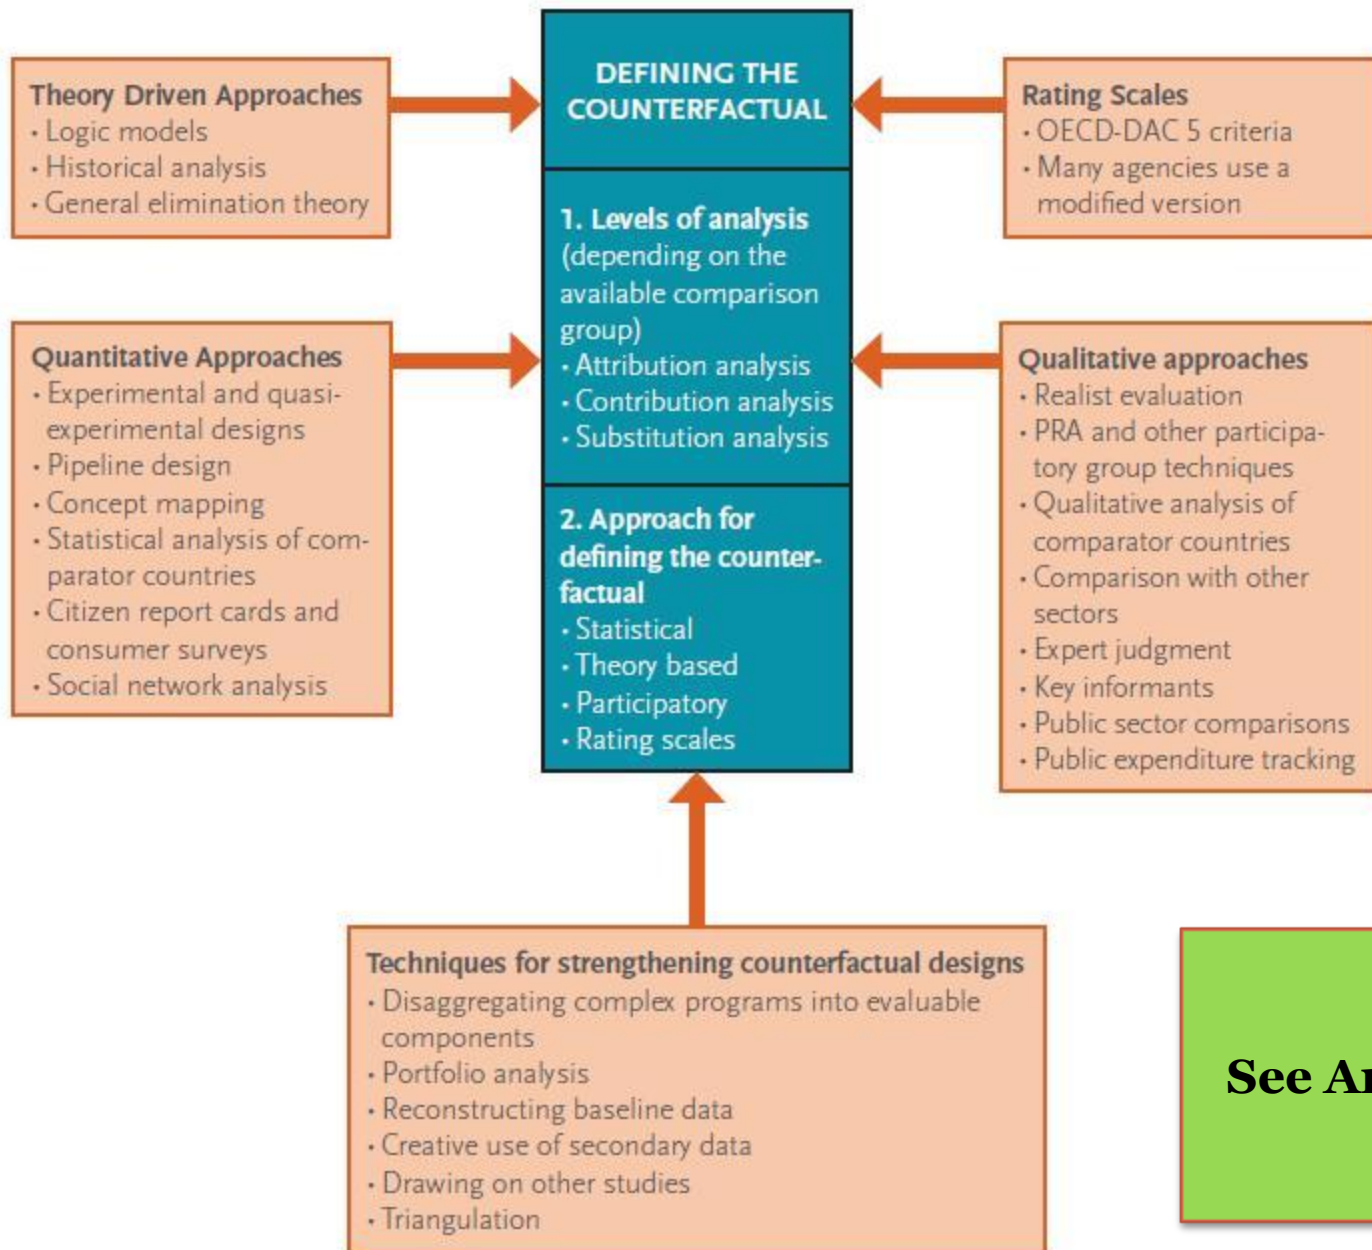 DEFINING THE
COUNTERFACTUAL
Theory Driven Approaches
• Logic models
• Historical analysis
• General elimination theory
Rating Scales
• OECD-DAC 5 criteria
• Many agencies use a
modified version
1. Levels of analysis
(depending on the
available comparison
group)
• Attribution analysis
• Contribution analysis
• Substitution analysis
Quantitative Approaches
• Experimental and quasi-
experimental designs
• Pipeline design
• Concept mapping
• Statistical analysis of com-
parator countries
• Citizen report cards and
consumer surveys
• Social network analysis
Qualitative approaches
• Realist evaluation
• PRA and other participa-
tory group techniques
• Qualitative analysis of
comparator countries
• Comparison with other
sectors
• Expert judgment
• Key informants
• Public sector comparisons
• Public expenditure tracking
2. Approach for
defining the counter-
factual
• Statistical
• Theory based
• Participatory
• Rating scales
Techniques for strengthening counterfactual designs
• Disaggregating complex programs into evaluable
components
• Portfolio analysis
• Reconstructing baseline data
• Creative use of secondary data
• Drawing on other studies
• Triangulation
See